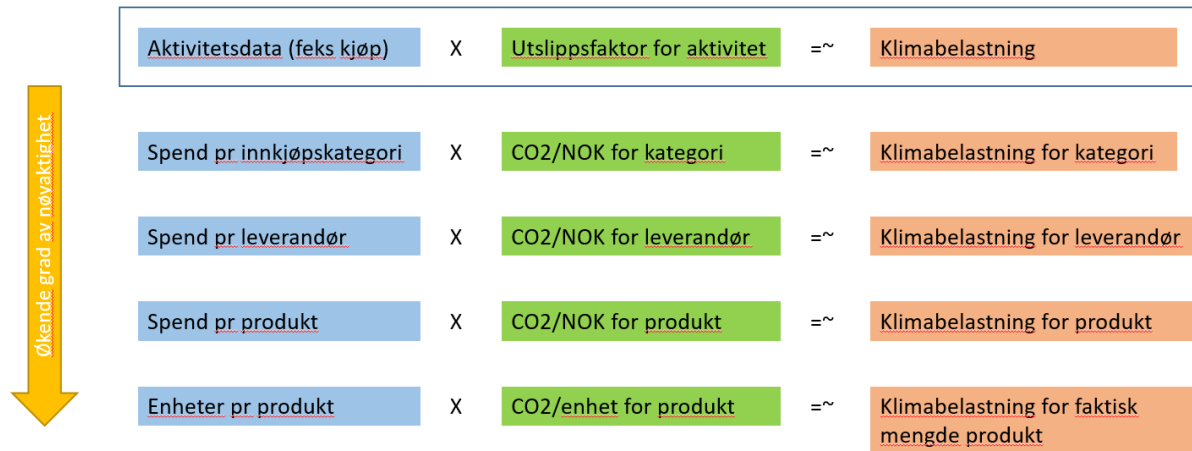 Aktivitetsdata (feks kjøp) X Utslippsfaktor for aktivitet =~ Klimabelastning
Økende grad av nøvaktighet
Spend pr innkjøpskategori X CO2/NOK for kategori =~ Klimabelastning for kategori
Spend pr leverandør X CO2/NOK for leverandør =~ Klimabelastning for leverandør
Spend pr produkt X CO2/NOK for produkt =~ Klimabelastning for produkt
Enheter pr produkt X CO2/enhet for produkt =~ Klimabelastning for faktisk
mengde produkt